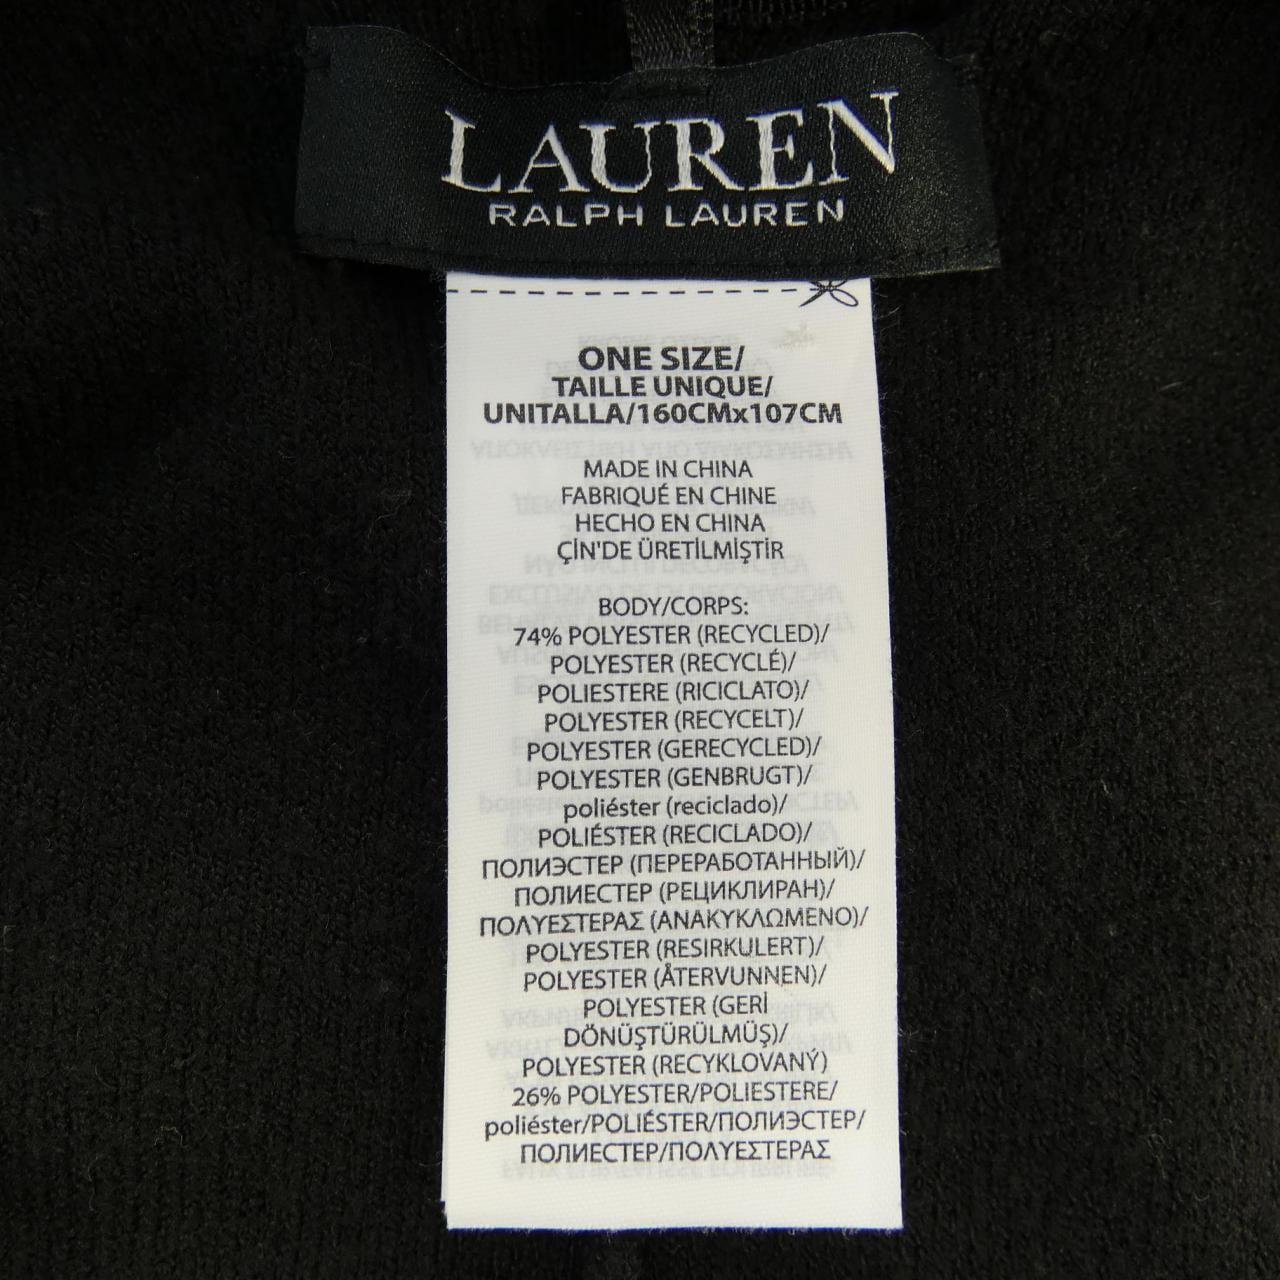 LAUREN
RALPH LAUREN
ONE SIZE/
TAILLE UNIQUE/
UNITALLA/160CMx107CM
MADE IN CHINA
FABRIQUÉ EN CHINE
HECHO EN CHINA
ÇİN'DE ÜRETİLMİŞTİR
BODY/CORPS:
74% POLYESTER (RECYCLED)/
POLYESTER (RECYCLÉ)/
POLIESTERE (RICICLATO)/
POLYESTER (RECYCELT)/
POLYESTER (GERECYCLED)/
POLYESTER (GENBRUGT)/
poliéster (reciclado)/
POLIÉSTER (RECICLADO)/
ПОЛИЭСТЕР (ПЕРЕРАБОТАННЫЙ)/
ПОЛИЕСТЕР (РЕЦИКЛИРАН)/
ΠΟΛΥΕΣΤΕΡΑΣ (ΑΝΑΚΥΚΛΩΜΕΝΟ)/
POLYESTER (RESIRKULERT)/
POLYESTER (ÅTERVUNNEN)/
POLYESTER (GERİ
DÖNÜŞTÜRÜLMÜŞ)/
POLYESTER (RECYKLOVANÝ)
26% POLYESTER/POLIESTERE/
poliéster/POLIÉSTER/ПОЛИЭСТЕР/
ПОЛИЕСТЕР/ΠΟΛΥΕΣΤΕΡΑΣ